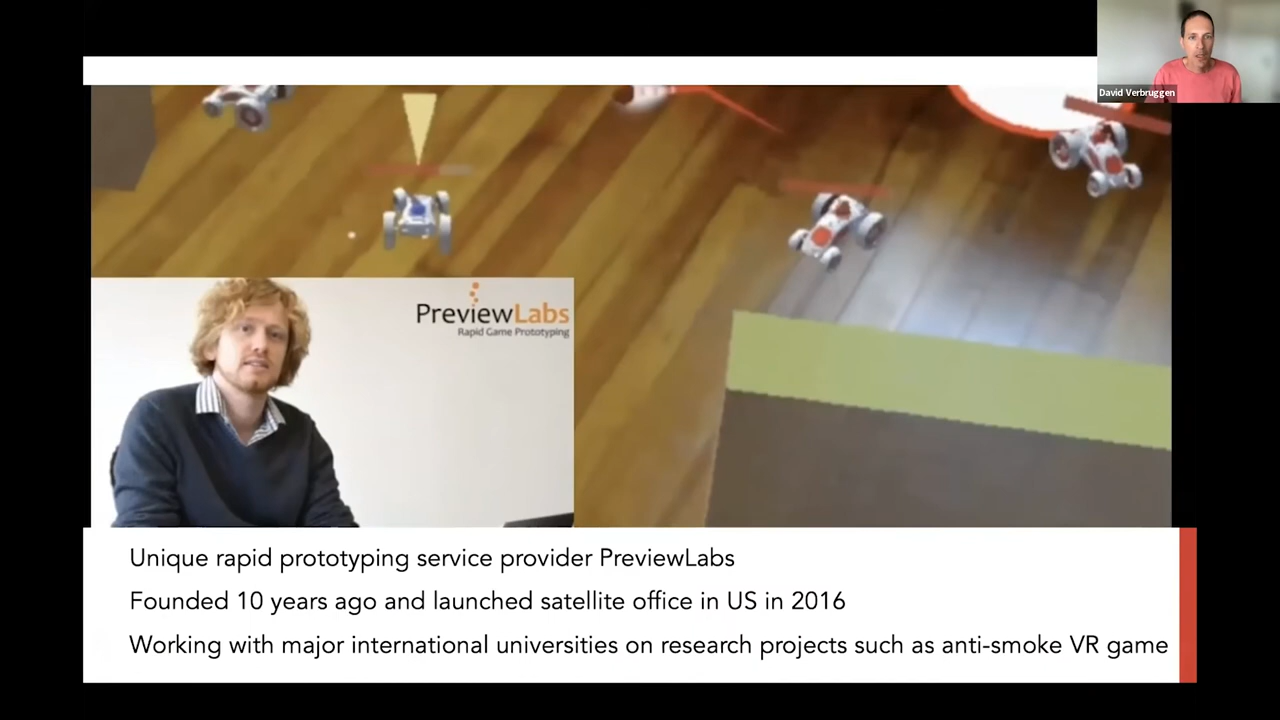 David Verbruggen
PreviewLabs
Rapid Game Prototyping
Unique rapid prototyping service provider PreviewLabs
Founded 10 years ago and launched satellite office in US in 2016
Working with major international universities on research projects such as anti-smoke VR game